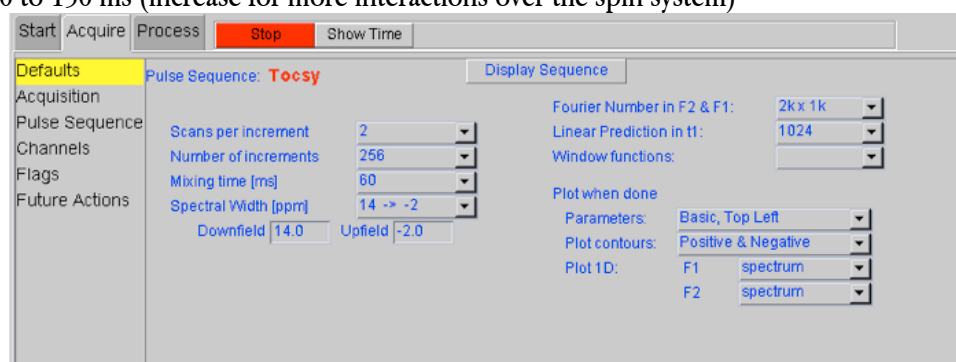 0 to 150 ms (increase for more interactions over the spin system)
Start Acquire Process Stop Show Time
Defaults
Acquisition
Pulse Sequence
Channels
Flags
Future Actions
Pulse Sequence: Tocsy
Display Sequence
Scans per increment 2
Number of increments 256
Mixing time [ms] 60
Spectral Width [ppm] 14 -> -2
Downfield 14.0 Upfield -2.0
Fourier Number in F2 & F1: 2k x 1k
Linear Prediction in t1: 1024
Window functions:
Plot when done
Parameters: Basic, Top Left
Plot contours: Positive & Negative
Plot 1D: F1 spectrum
F2 spectrum